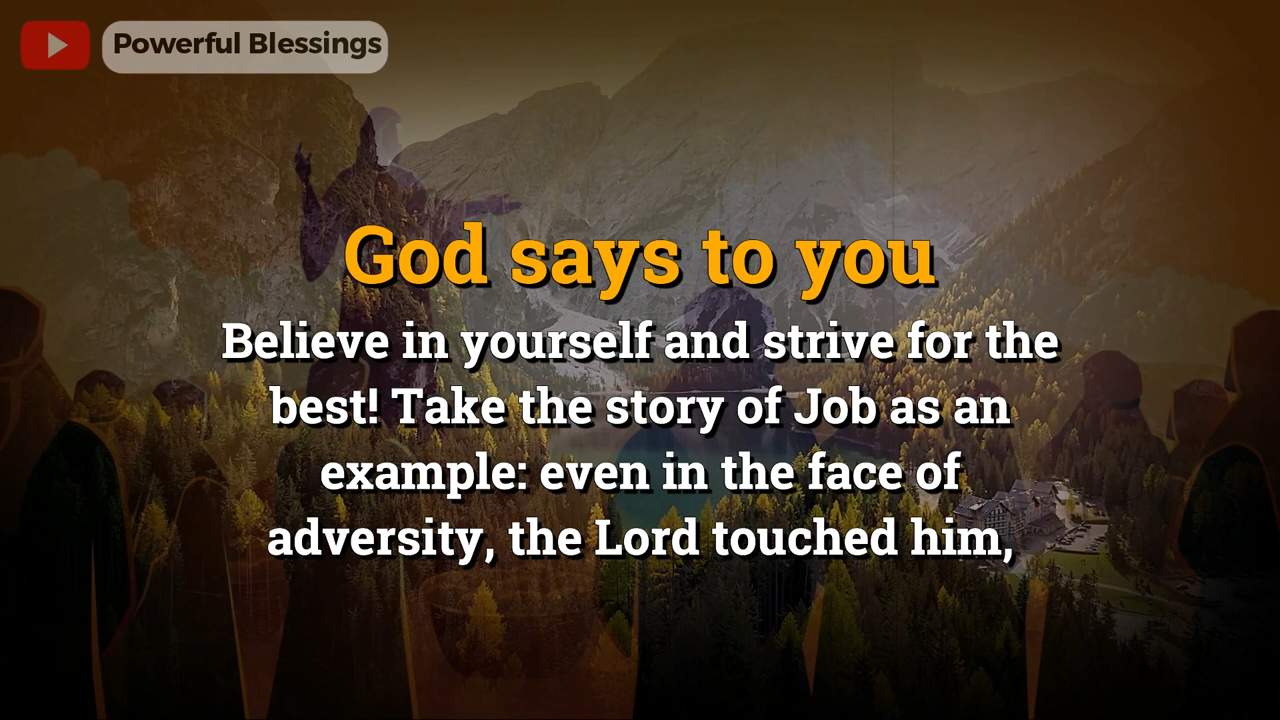 Powerful Blessings
God says to you
Believe in yourself and strive for the
best! Take the story of Job as an
example: even in the face of
adversity, the Lord touched him,